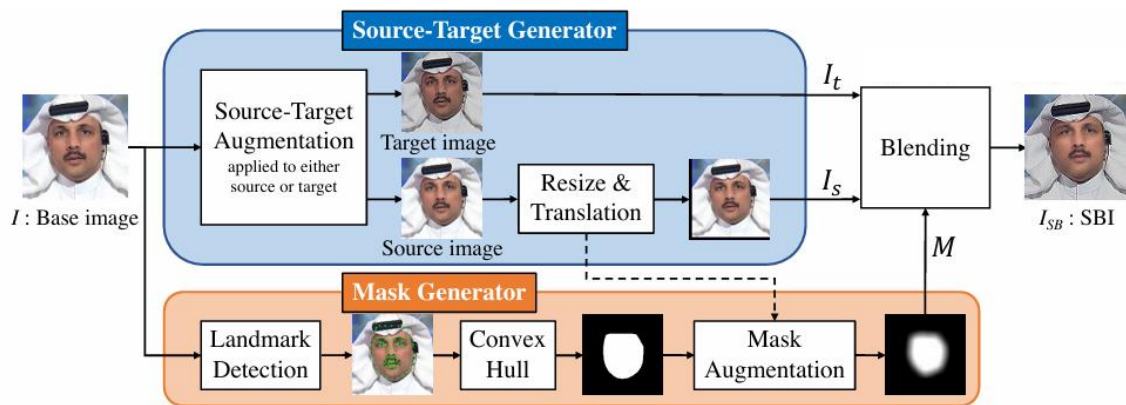 Source-Target Generator
Source-Target
Augmentation
applied to either
source or target
Target image
Source image
Resize &
Translation
I_t
I_s
Blending
I : Base image
I_SB : SBI
M
Mask Generator
Landmark
Detection
Convex
Hull
Mask
Augmentation